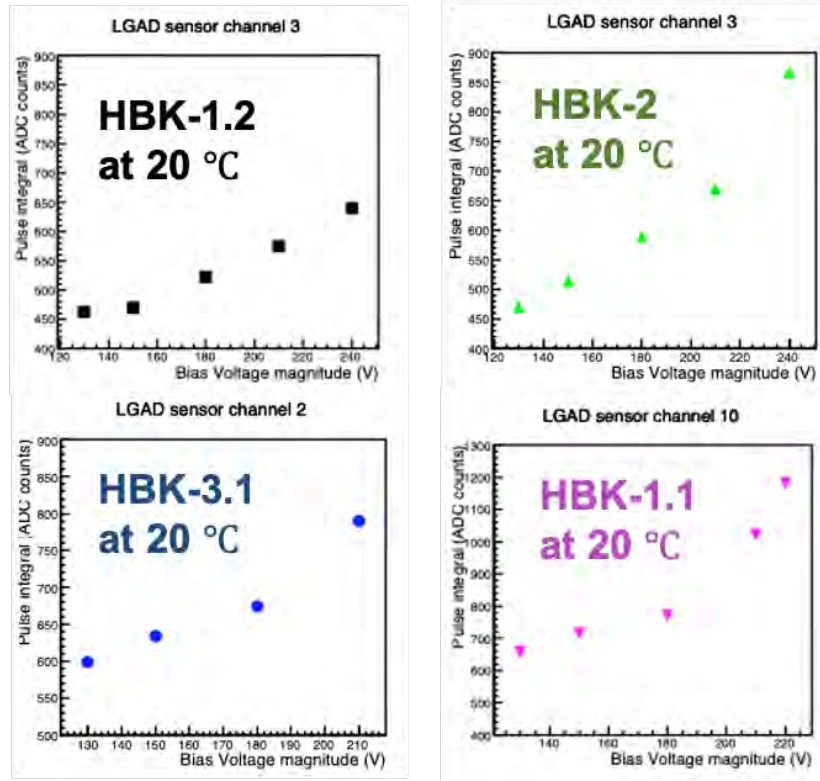 LGAD sensor channel 3
Pulse integral (ADC counts)
900
850
800
750
700
650
600
550
500
450
400
HBK-1.2
at 20 °C
120 140 160 180 200 220 240
Bias Voltage magnitude (V)
LGAD sensor channel 3
Pulse integral (ADC counts)
900
850
800
750
700
650
600
550
500
450
400
HBK-2
at 20 °C
120 140 160 180 200 220 240
Bias Voltage magnitude (V)
LGAD sensor channel 2
Pulse integral (ADC counts)
900
850
800
750
700
650
600
550
500
HBK-3.1
at 20 °C
130 140 150 160 170 180 190 200 210
Bias Voltage magnitude (V)
LGAD sensor channel 10
Pulse integral (ADC counts)
1300
1200
1100
1000
900
800
700
600
500
400
HBK-1.1
at 20 °C
140 160 180 200 220
Bias Voltage magnitude (V)